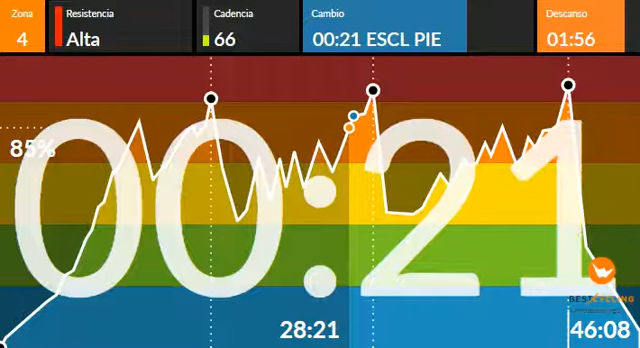 Zona
4
Resistencia
Alta
Cadencia
66
Cambio
00:21 ESCL PIE
Descanso
01:56
85%
00:21
BESTCYCLING
28:21
46:08